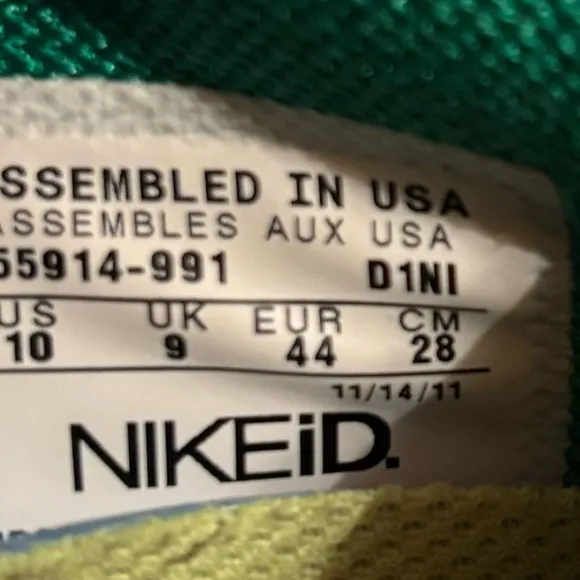 SSEMBLED IN USA
ASSEMBLES AUX USA
55914-991 D1NI
US UK EUR CM
10 9 44 28
11/14/11
NIKEiD.